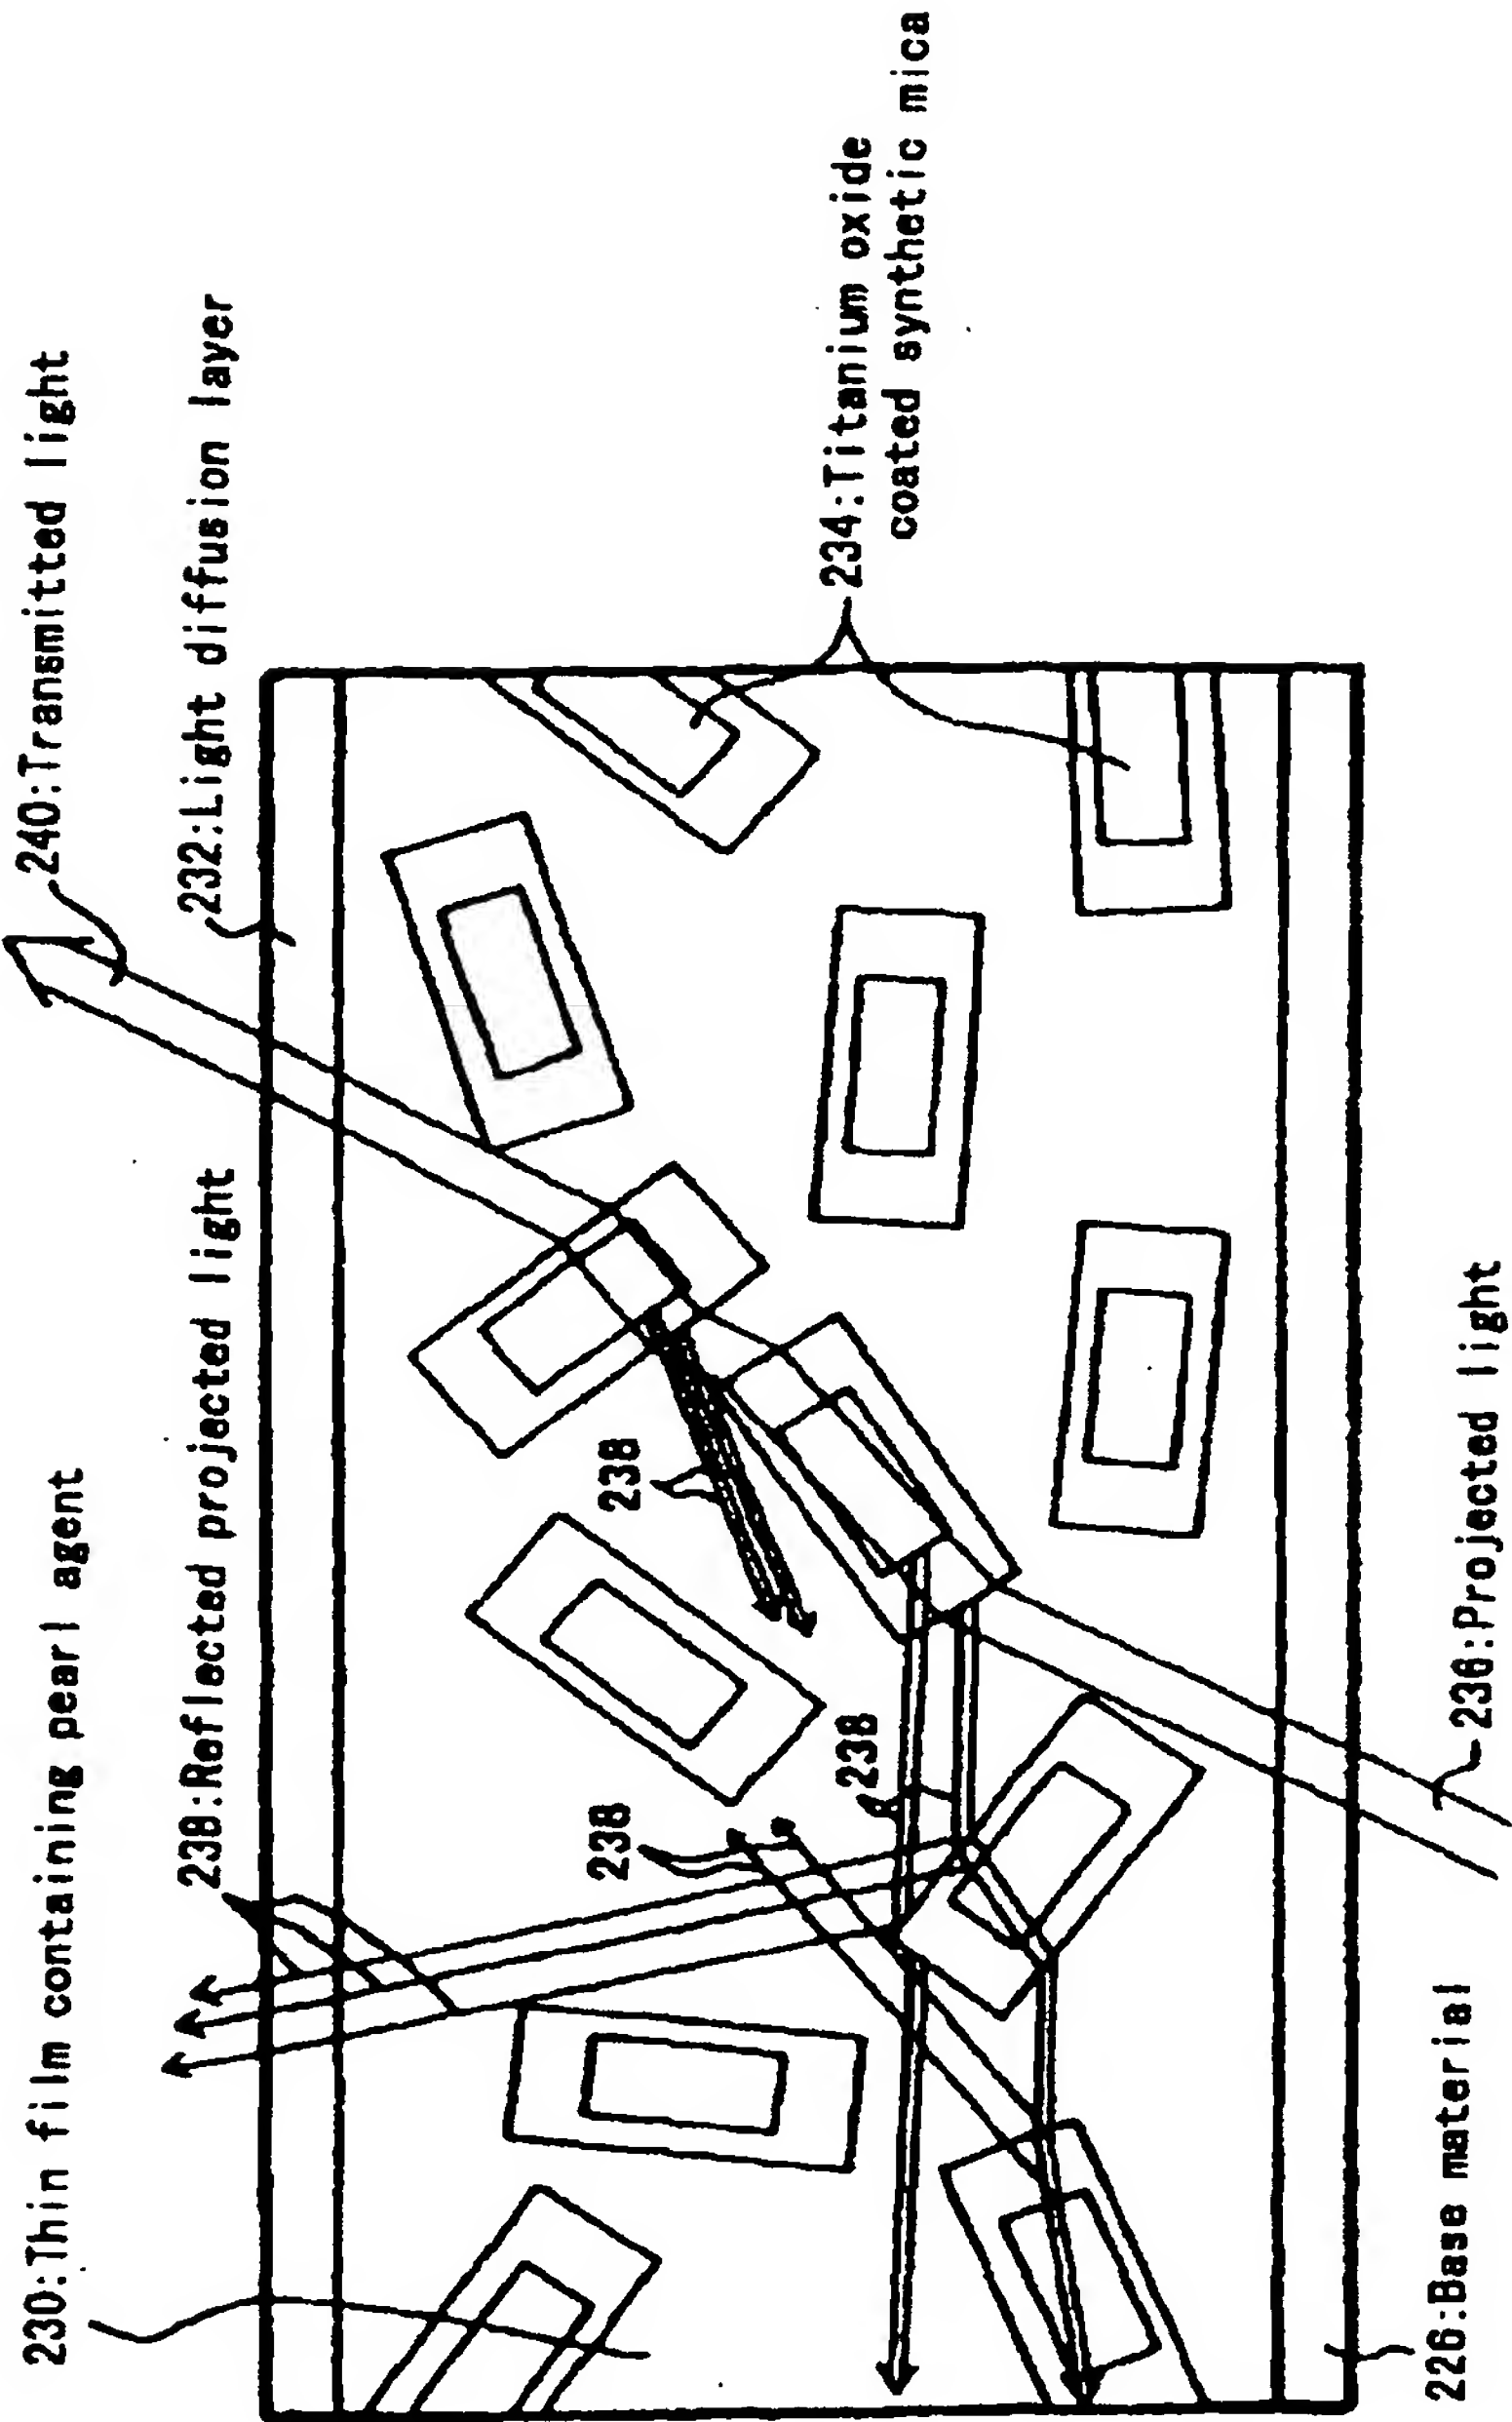 230:Thin film containing pearl agent
238:Reflected projected light
240:Transmitted light
232:Light diffusion layer
238
238
238
234:Titanium oxide
coated synthetic mica
226:Base material
236:Projected light